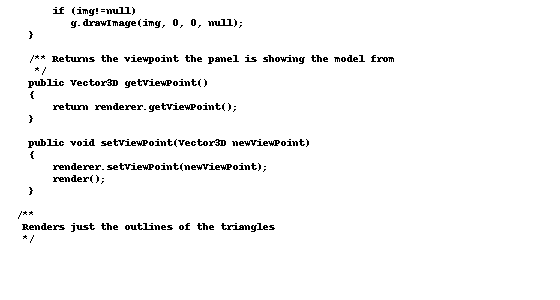 if (img!=null)
g.drawImage(img, 0, 0, null);
}
/** Returns the viewpoint the panel is showing the model from
*/
public Vector3D getViewPoint()
{
return renderer.getViewPoint();
}
public void setViewPoint(Vector3D newViewPoint)
{
renderer.setViewPoint(newViewPoint);
render();
}
/**
Renders just the outlines of the triangles
*/